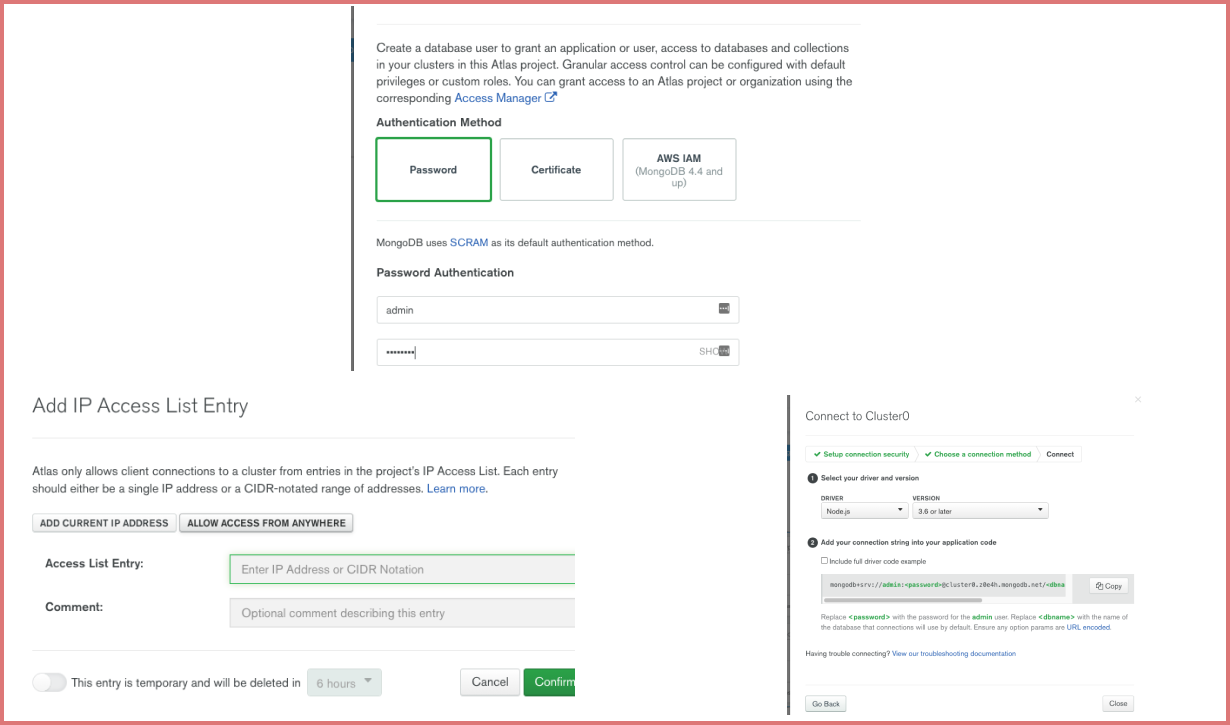 Create a database user to grant an application or user, access to databases and collections
in your clusters in this Atlas project. Granular access control can be configured with default
privileges or custom roles. You can grant access to an Atlas project or organization using the
corresponding Access Manager
Authentication Method
Password
Certificate
AWS IAM
(MongoDB 4.4 and
up)
MongoDB uses SCRAM as its default authentication method.
Password Authentication
admin
••••••••
SHO
Add IP Access List Entry
Atlas only allows client connections to a cluster from entries in the project's IP Access List. Each entry
should either be a single IP address or a CIDR-notated range of addresses. Learn more.
ADD CURRENT IP ADDRESS
ALLOW ACCESS FROM ANYWHERE
Access List Entry:
Enter IP Address or CIDR Notation
Comment:
Optional comment describing this entry
This entry is temporary and will be deleted in
6 hours
Cancel
Confirm
×
Connect to Cluster0
✔ Setup connection security
✔ Choose a connection method
Connect
1 Select your driver and version
DRIVER
VERSION
Node.js
3.6 or later
2 Add your connection string into your application code
Include full driver code example
mongodb+srv://admin:<password>@cluster0.z0e4h.mongodb.net/<dbna
Copy
Replace <password> with the password for the admin user. Replace <dbname> with the name of
the database that connections will use by default. Ensure any option params are URL encoded.
Having trouble connecting? View our troubleshooting documentation
Go Back
Close